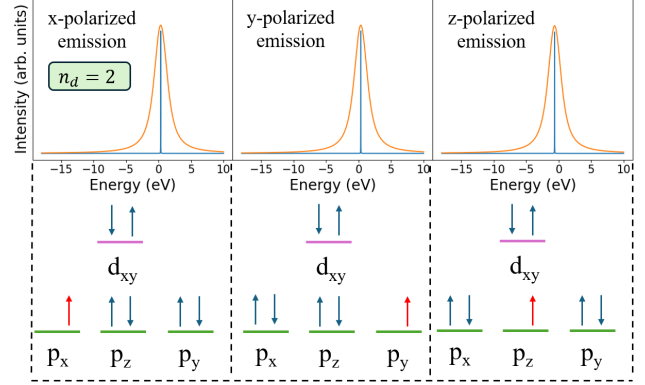 Intensity (arb. units)
x-polarized
emission
n_d = 2
y-polarized
emission
z-polarized
emission
−15 −10 −5 0 5 10
−15 −10 −5 0 5 10
−15 −10 −5 0 5 10
Energy (eV)
Energy (eV)
Energy (eV)
d_xy
d_xy
d_xy
p_x p_z p_y
p_x p_z p_y
p_x p_z p_y